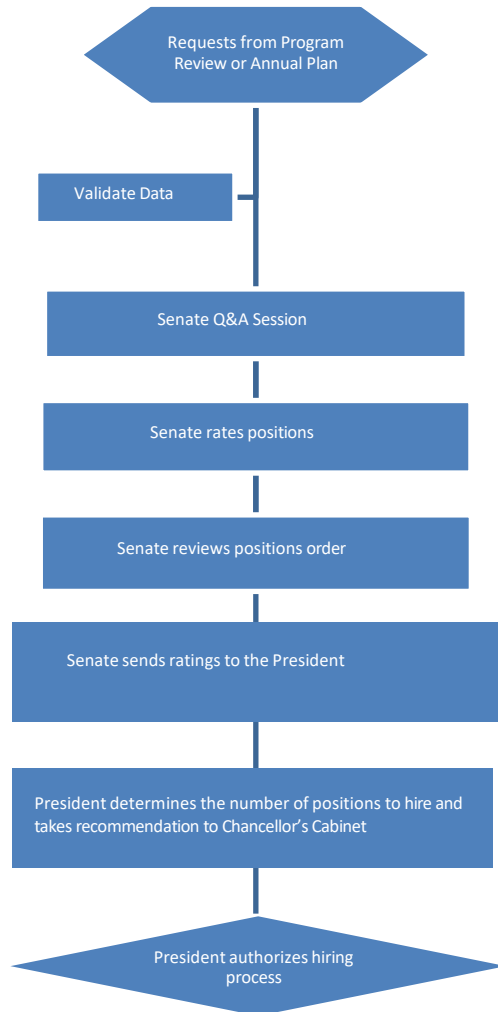 Requests from Program
Review or Annual Plan
Validate Data
Senate Q&A Session
Senate rates positions
Senate reviews positions order
Senate sends ratings to the President
President determines the number of positions to hire and
takes recommendation to Chancellor’s Cabinet
President authorizes hiring
process